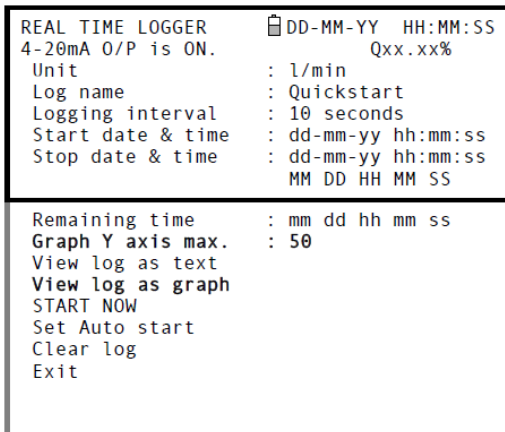 REAL TIME LOGGER DD-MM-YY HH:MM:SS
4-20mA O/P is ON. Qxx.xx%
Unit : l/min
Log name : Quickstart
Logging interval : 10 seconds
Start date & time : dd-mm-yy hh:mm:ss
Stop date & time : dd-mm-yy hh:mm:ss
MM DD HH MM SS
Remaining time : mm dd hh mm ss
Graph Y axis max. : 50
View log as text
View log as graph
START NOW
Set Auto start
Clear log
Exit